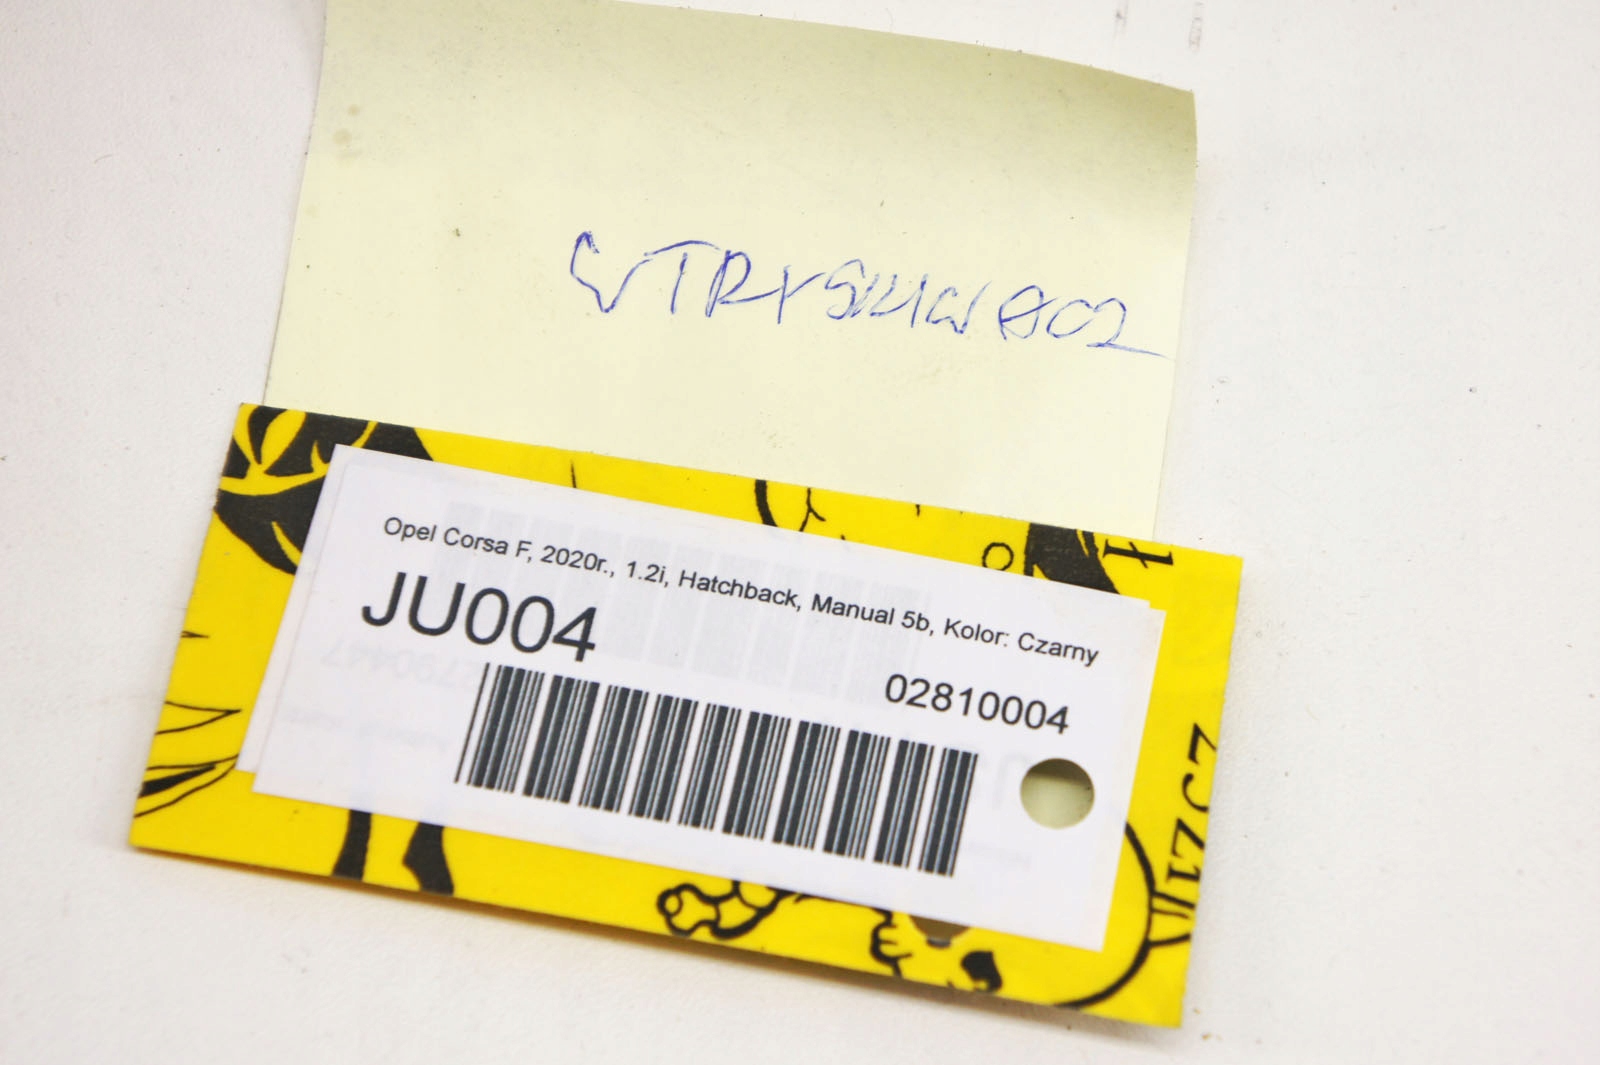 WTRYSKIWACZ
Opel Corsa F, 2020r., 1.2i, Hatchback, Manual 5b, Kolor: Czarny
JU004
02810004